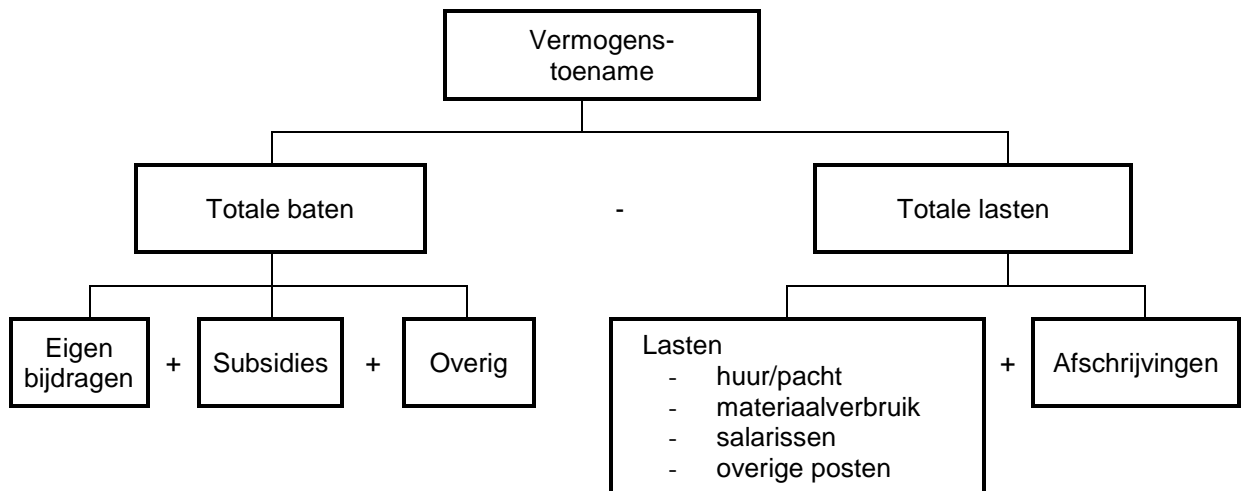 Vermogens-
toename
Totale baten
-
Totale lasten
Eigen
bijdragen
+
Subsidies
+
Overig
Lasten
- huur/pacht
- materiaalverbruik
- salarissen
- overige posten
+
Afschrijvingen